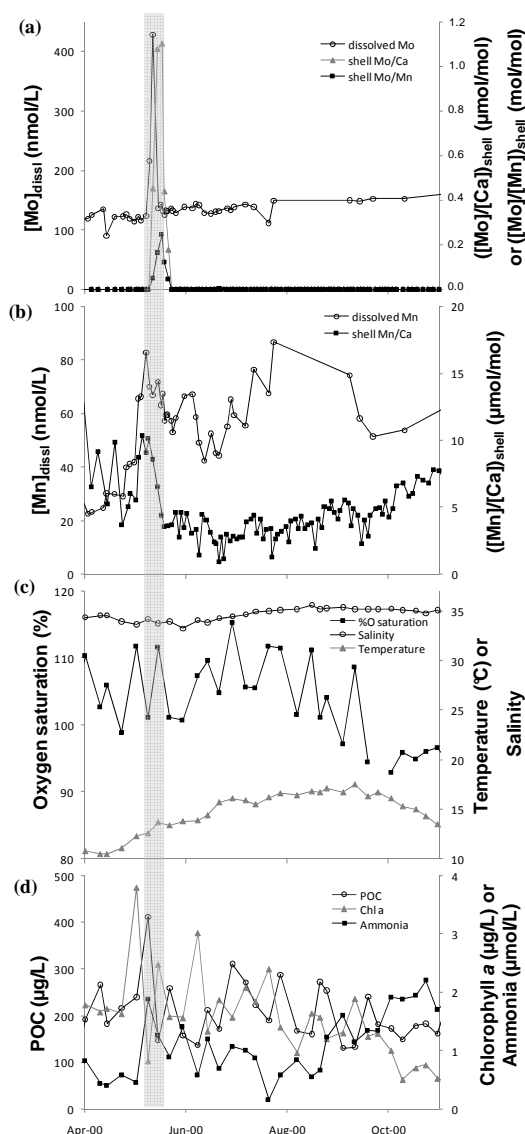 (a)
[Mo]dissl (nmol/L)
400
300
200
100
0
dissolved Mo
shell Mo/Ca
shell Mo/Mn
1.2
1.0
0.8
0.6
0.4
0.2
0.0
([Mo]/[Ca])shell (µmol/mol)
or ([Mo]/[Mn])shell (mol/mol)
(b)
[Mn]dissl (nmol/L)
100
80
60
40
20
0
dissolved Mn
shell Mn/Ca
20
15
10
5
0
([Mn]/[Ca])shell (µmol/mol)
(c)
Oxygen saturation (%)
120
110
100
90
80
%O saturation
Salinity
Temperature
35
30
25
20
15
10
Temperature (°C) or
Salinity
(d)
POC (µg/L)
500
400
300
200
100
0
POC
Chl a
Ammonia
4
3
2
1
0
Chlorophyll a (µg/L) or
Ammonia (µmol/L)
Apr-00
Jun-00
Aug-00
Oct-00